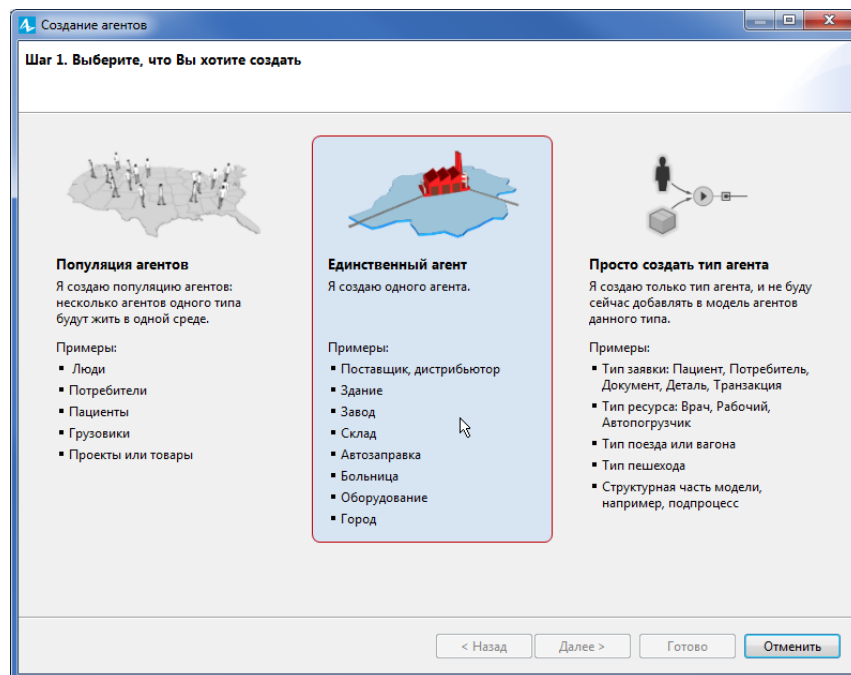 Создание агентов
Шаг 1. Выберите, что Вы хотите создать
Популяция агентов
Я создаю популяцию агентов:
несколько агентов одного типа
будут жить в одной среде.
Примеры:
▪ Люди
▪ Потребители
▪ Пациенты
▪ Грузовики
▪ Проекты или товары
Единственный агент
Я создаю одного агента.
Примеры:
▪ Поставщик, дистрибьютор
▪ Здание
▪ Завод
▪ Склад
▪ Автозаправка
▪ Больница
▪ Оборудование
▪ Город
Просто создать тип агента
Я создаю только тип агента, и не буду
сейчас добавлять в модель агентов
данного типа.
Примеры:
▪ Тип заявки: Пациент, Потребитель,
Документ, Деталь, Транзакция
▪ Тип ресурса: Врач, Рабочий,
Автопогрузчик
▪ Тип поезда или вагона
▪ Тип пешехода
▪ Структурная часть модели,
например, подпроцесс
< Назад
Далее >
Готово
Отменить